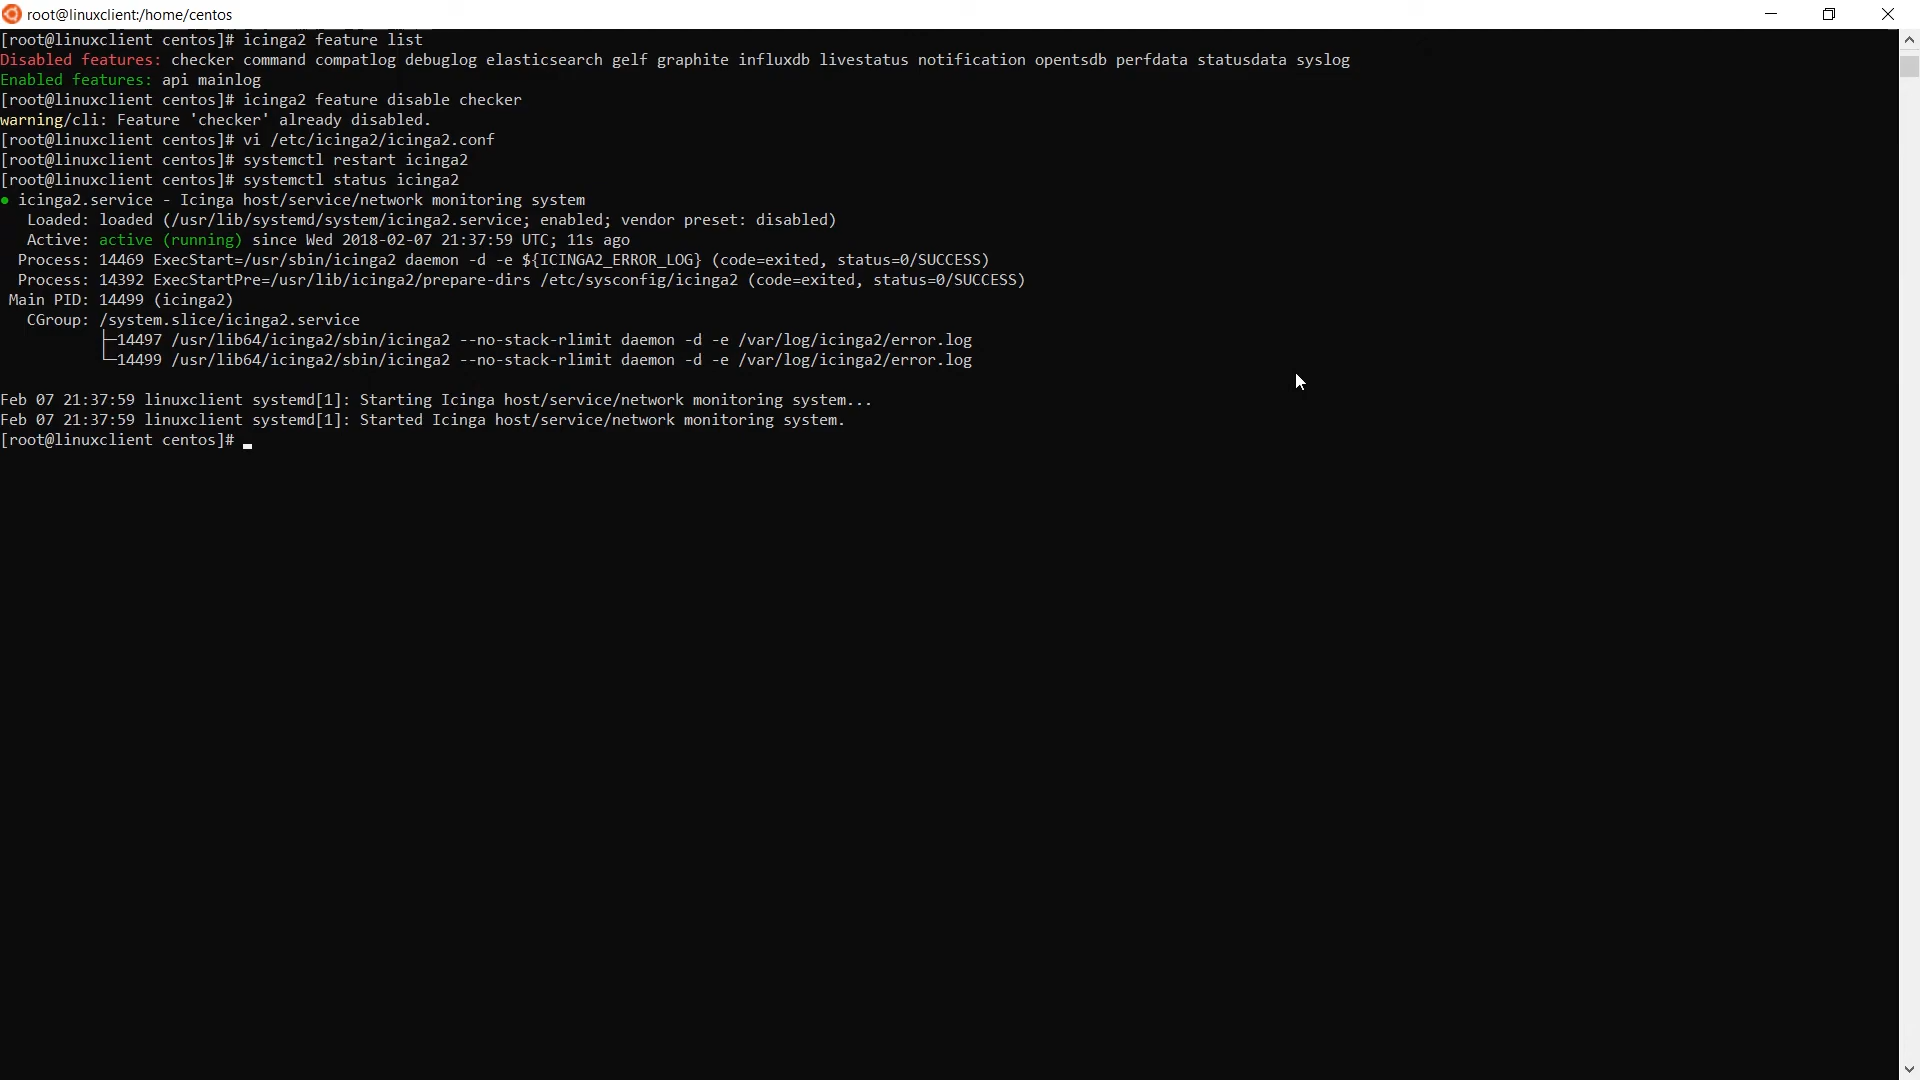 root@linuxclient:/home/centos
[root@linuxclient centos]# icinga2 feature list
Disabled features: checker command compatlog debuglog elasticsearch gelf graphite influxdb livestatus notification opentsdb perfdata statusdata syslog
Enabled features: api mainlog
[root@linuxclient centos]# icinga2 feature disable checker
warning/cli: Feature 'checker' already disabled.
[root@linuxclient centos]# vi /etc/icinga2/icinga2.conf
[root@linuxclient centos]# systemctl restart icinga2
[root@linuxclient centos]# systemctl status icinga2
● icinga2.service - Icinga host/service/network monitoring system
   Loaded: loaded (/usr/lib/systemd/system/icinga2.service; enabled; vendor preset: disabled)
   Active: active (running) since Wed 2018-02-07 21:37:59 UTC; 11s ago
  Process: 14469 ExecStart=/usr/sbin/icinga2 daemon -d -e ${ICINGA2_ERROR_LOG} (code=exited, status=0/SUCCESS)
  Process: 14392 ExecStartPre=/usr/lib/icinga2/prepare-dirs /etc/sysconfig/icinga2 (code=exited, status=0/SUCCESS)
 Main PID: 14499 (icinga2)
   CGroup: /system.slice/icinga2.service
           ├─14497 /usr/lib64/icinga2/sbin/icinga2 --no-stack-rlimit daemon -d -e /var/log/icinga2/error.log
           └─14499 /usr/lib64/icinga2/sbin/icinga2 --no-stack-rlimit daemon -d -e /var/log/icinga2/error.log
Feb 07 21:37:59 linuxclient systemd[1]: Starting Icinga host/service/network monitoring system...
Feb 07 21:37:59 linuxclient systemd[1]: Started Icinga host/service/network monitoring system.
[root@linuxclient centos]#